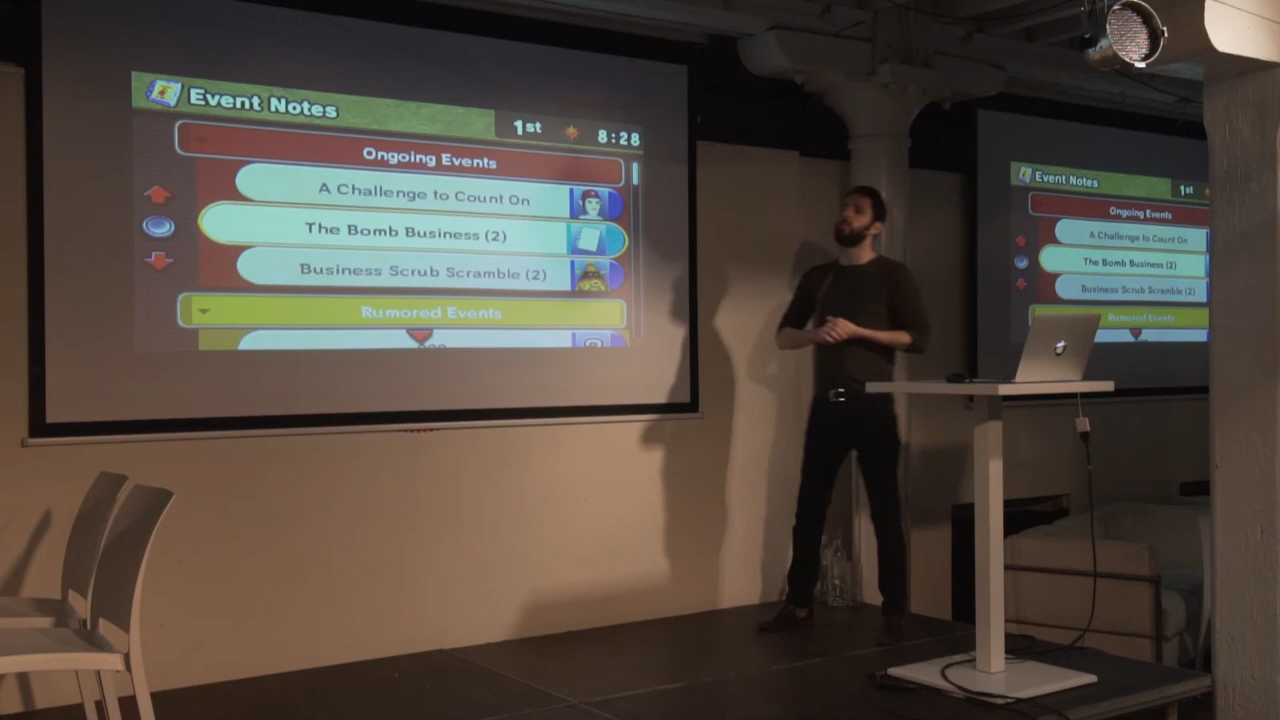 Event Notes
1st 8:28
Ongoing Events
A Challenge to Count On
The Bomb Business (2)
Business Scrub Scramble (2)
Rumored Events
Event Notes
1st
Ongoing Events
A Challenge to Count On
The Bomb Business (2)
Business Scrub Scramble (2)
Rumored Events